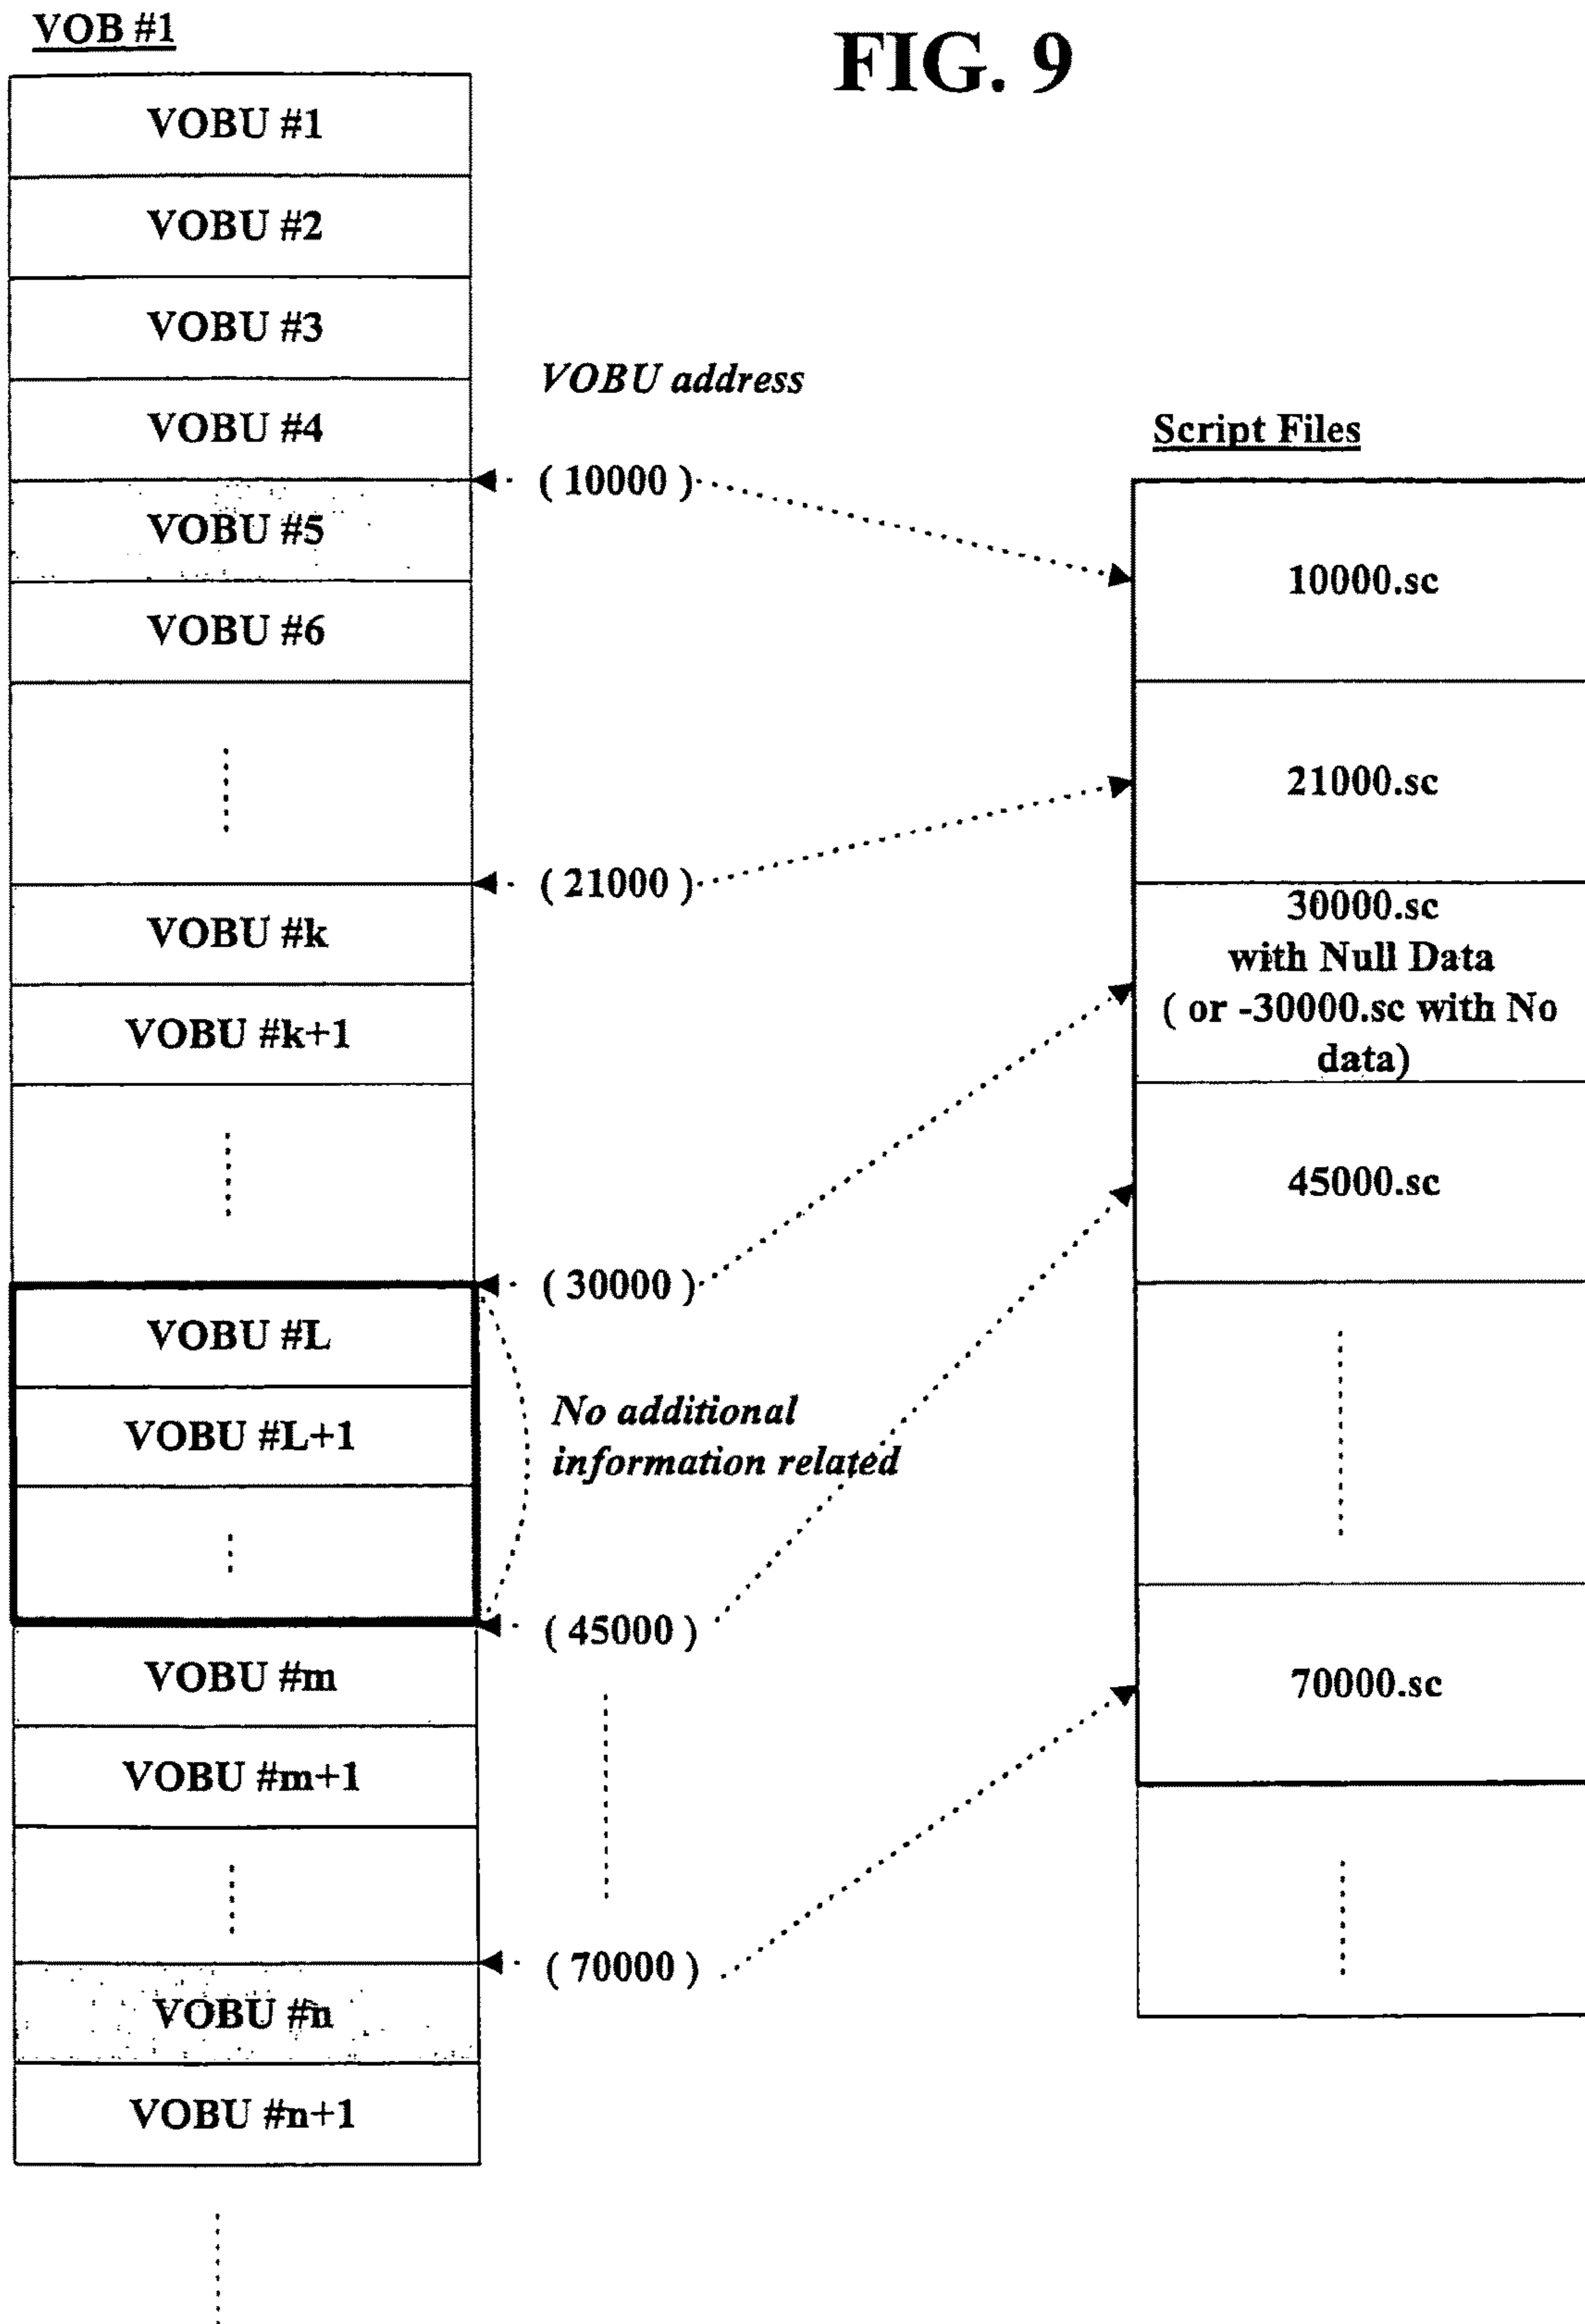 VOB #1
FIG. 9
VOBU #1
VOBU #2
VOBU #3
VOBU #4
VOBU #5
VOBU #6
VOBU #k
VOBU #k+1
VOBU #L
VOBU #L+1
VOBU #m
VOBU #m+1
VOBU #n
VOBU #n+1
VOBU address
( 10000 )
( 21000 )
( 30000 )
No additional
information related
( 45000 )
( 70000 )
Script Files
10000.sc
21000.sc
30000.sc
with Null Data
( or -30000.sc with No
data)
45000.sc
70000.sc